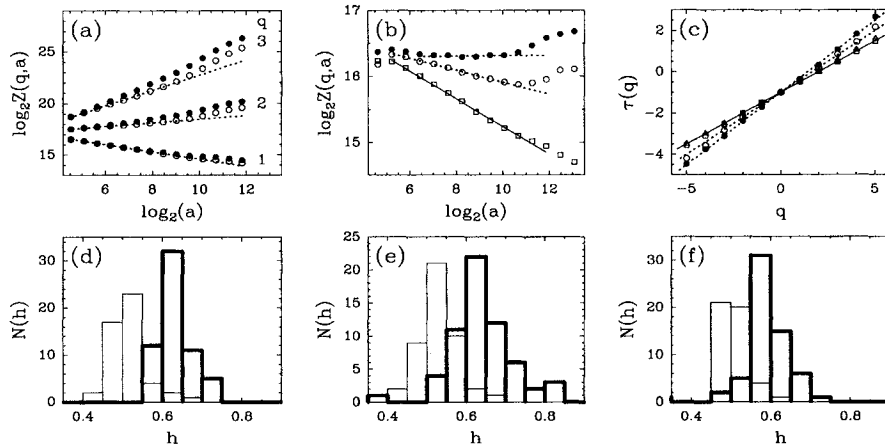 (a) q
3
2
1
log₂Z(q,a)
25
20
15
4 6 8 10 12
log₂(a)
(b)
log₂Z(q,a)
17
16
15
6 8 10 12
log₂(a)
(c)
τ(q)
2
0
−2
−4
−5 0 5
q
(d)
N(h)
30
20
10
0
0.4 0.6 0.8
h
(e)
N(h)
25
20
15
10
5
0
0.4 0.6 0.8
h
(f)
N(h)
30
20
10
0
0.4 0.6 0.8
h